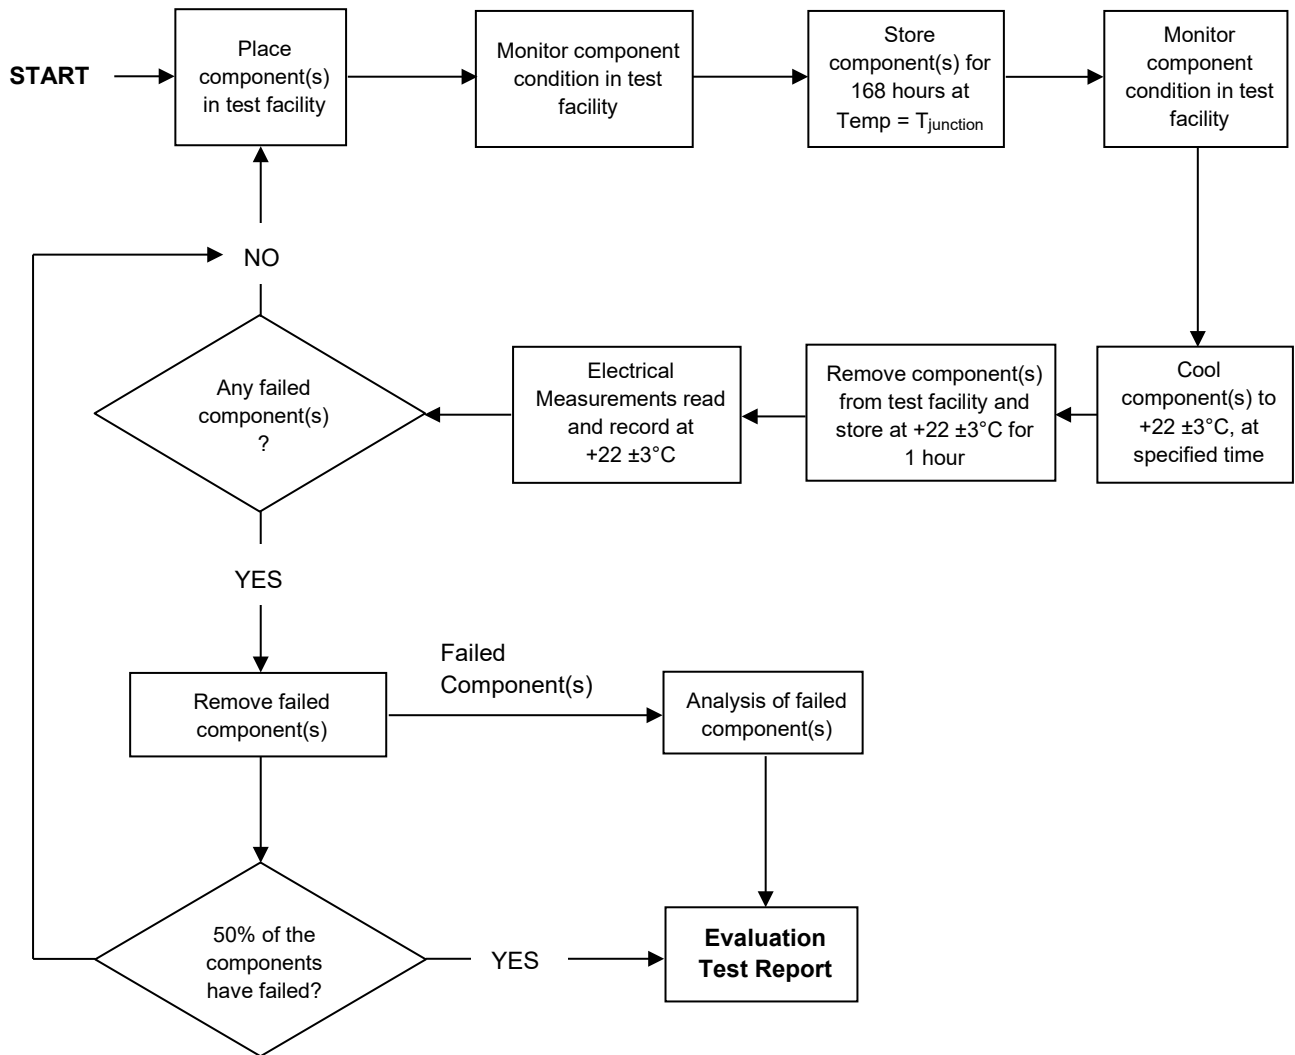 START
Place
component(s)
in test facility
Monitor component
condition in test
facility
Store
component(s) for
168 hours at
Temp = Tjunction
Monitor
component
condition in test
facility
NO
Any failed
component(s)
?
Electrical
Measurements read
and record at
+22 ±3°C
Remove component(s)
from test facility and
store at +22 ±3°C for
1 hour
Cool
component(s) to
+22 ±3°C, at
specified time
YES
Remove failed
component(s)
Failed
Component(s)
Analysis of failed
component(s)
50% of the
components
have failed?
YES
Evaluation
Test Report